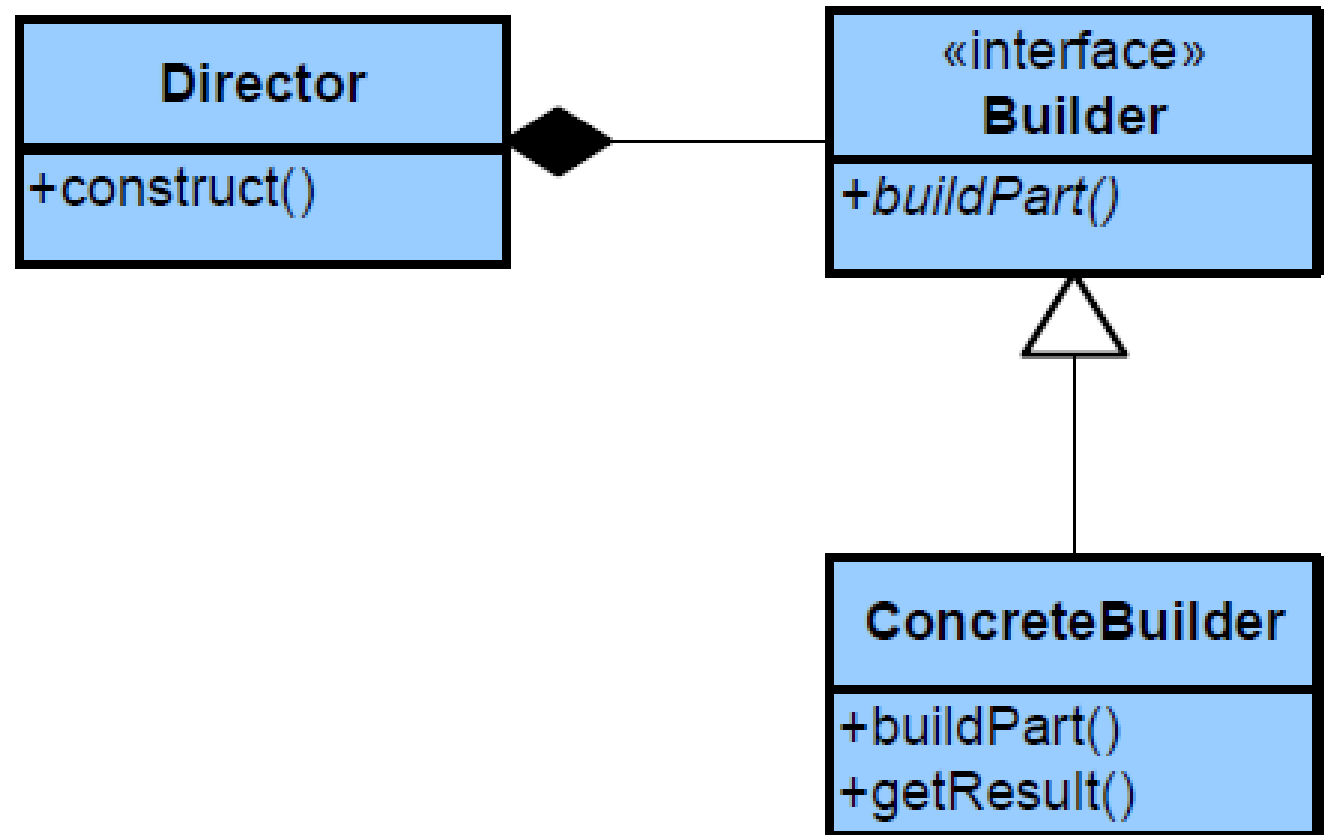 Director
+construct()
«interface»
Builder
+buildPart()
ConcreteBuilder
+buildPart()
+getResult()